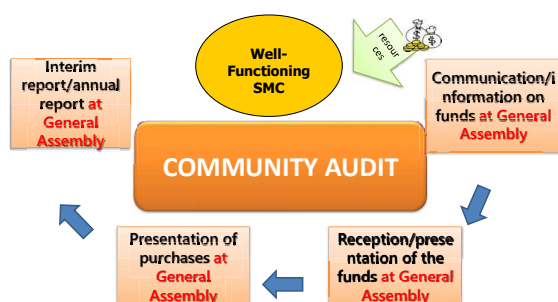 Well-
Functioning
SMC
resour
ces
Interim
report/annual
report at
General
Assembly
Communication/i
nformation on
funds at General
Assembly
COMMUNITY AUDIT
Presentation of
purchases at
General
Assembly
Reception/prese
ntation of the
funds at General
Assembly